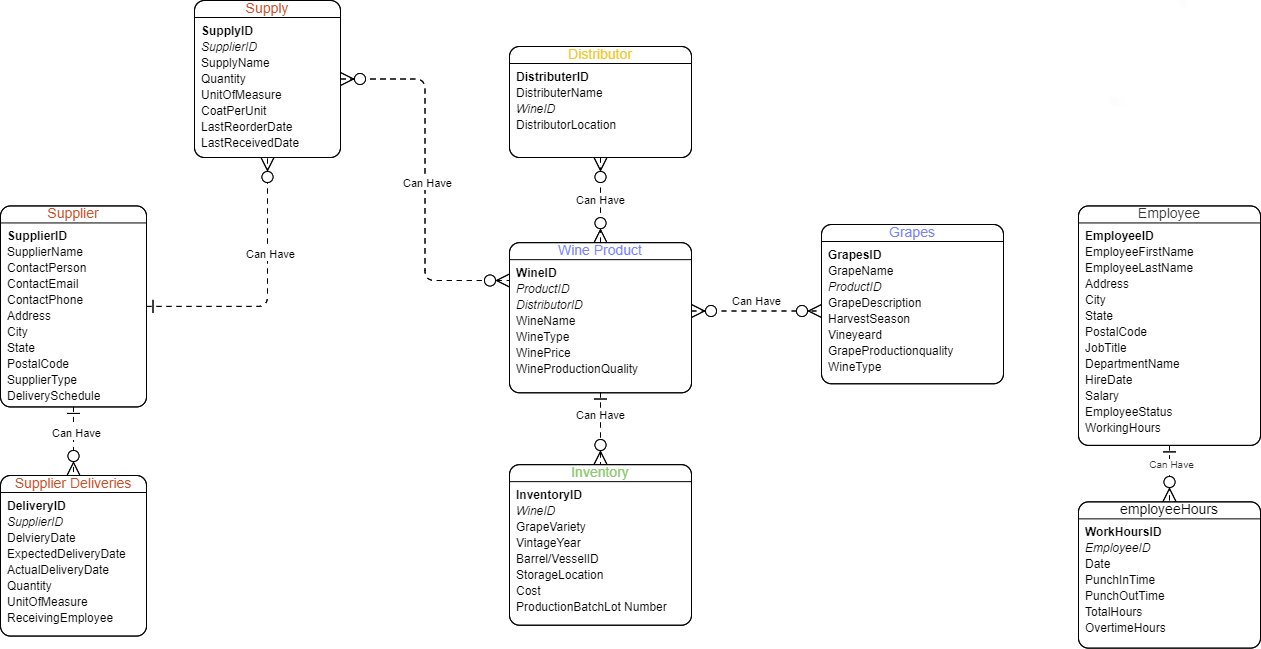 Supply
SupplyID
SupplierID
SupplyName
Quantity
UnitOfMeasure
CoatPerUnit
LastReorderDate
LastReceivedDate
Can Have
Can Have
Supplier
SupplierID
SupplierName
ContactPerson
ContactEmail
ContactPhone
Address
City
State
PostalCode
SupplierType
DeliverySchedule
Can Have
Supplier Deliveries
DeliveryID
SupplierID
DelvieryDate
ExpectedDeliveryDate
ActualDeliveryDate
Quantity
UnitOfMeasure
ReceivingEmployee
Distributor
DistributerID
DistributerName
WineID
DistributorLocation
Can Have
Wine Product
WineID
ProductID
DistributorID
WineName
WineType
WinePrice
WineProductionQuality
Can Have
Inventory
InventoryID
WineID
GrapeVariety
VintageYear
Barrel/VesselID
StorageLocation
Cost
ProductionBatchLot Number
Can Have
Grapes
GrapesID
GrapeName
ProductID
GrapeDescription
HarvestSeason
Vineyeard
GrapeProductionquality
WineType
Employee
EmployeeID
EmployeeFirstName
EmployeeLastName
Address
City
State
PostalCode
JobTitle
DepartmentName
HireDate
Salary
EmployeeStatus
WorkingHours
Can Have
employeeHours
WorkHoursID
EmployeeID
Date
PunchInTime
PunchOutTime
TotalHours
OvertimeHours